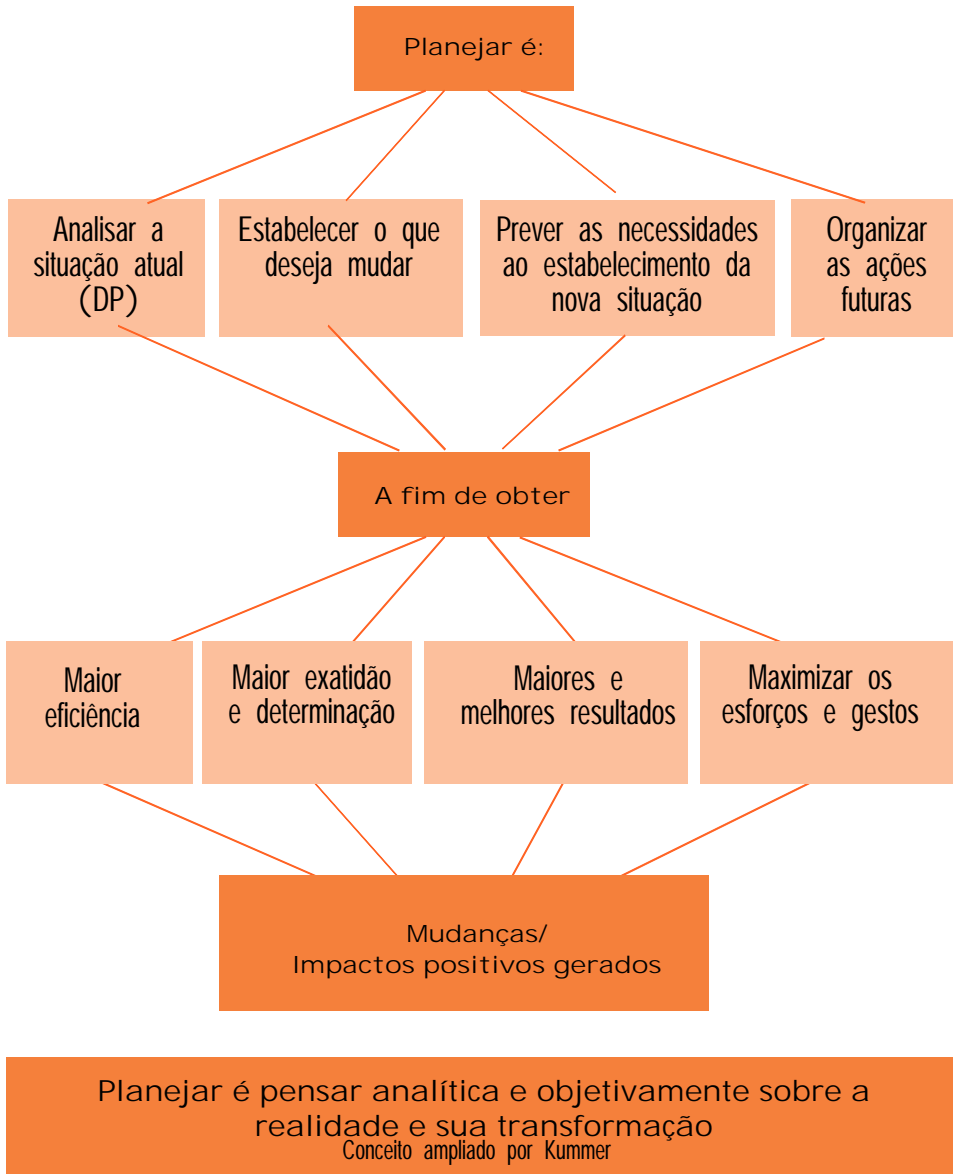 Planejar é:
Analisar a
situação atual
(DP)
Estabelecer o que
deseja mudar
Prever as necessidades
ao estabelecimento da
nova situação
Organizar
as ações
futuras
A fim de obter
Maior
eficiência
Maior exatidão
e determinação
Maiores e
melhores resultados
Maximizar os
esforços e gestos
Mudanças/
Impactos positivos gerados
Planejar é pensar analítica e objetivamente sobre a
realidade e sua transformação
Conceito ampliado por Kummer